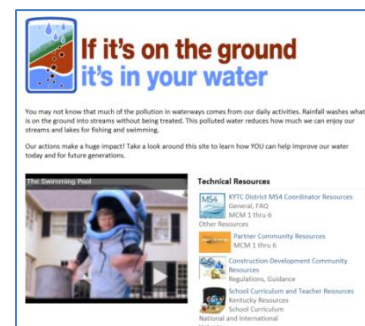 If it's on the ground
it's in your water
You may not know that much of the pollution in waterways comes from our daily activities. Rainfall washes what
is on the ground into streams without being treated. This polluted water reduces how much we can enjoy our
streams and lakes for fishing and swimming.
Our actions make a huge impact! Take a look around this site to learn how YOU can help improve our water
today and for future generations.
The Swimming Pool
Technical Resources
MS4
KYTC District MS4 Coordinator Resources
General, FAQ
MCM 1 thru 6
Other Resources
Partner Community Resources
MCM 1 thru 6
Construction Development Community
Resources
Regulations, Guidance
School Curriculum and Teacher Resources
Kentucky Resources
School Curriculum
National and International